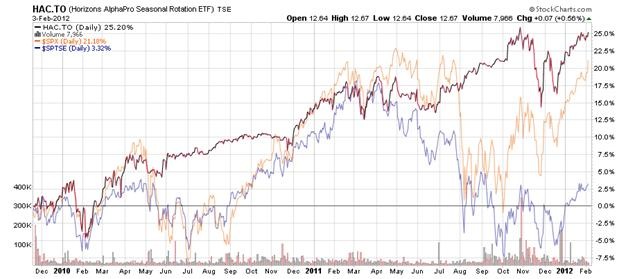 HAC.TO (Horizons AlphaPro Seasonal Rotation ETF) TSE © StockCharts.com
3-Feb-2012 Open 12.64 High 12.67 Low 12.64 Close 12.67 Volume 7,966 Chg +0.07 (+0.56%)
HAC.TO (Daily) 25.20%
Volume 7,966
$SPX (Daily) 21.18%
$SPTSE (Daily) 3.32%
25.0%
22.5%
20.0%
17.5%
15.0%
12.5%
10.0%
7.5%
5.0%
400K 2.5%
300K 0.0%
200K -2.5%
100K -5.0%
-7.5%
Dec 2010 Feb Mar Apr May Jun Jul Aug Sep Oct Nov Dec 2011 Feb Mar Apr May Jun Jul Aug Sep Oct Nov Dec 2012 Feb